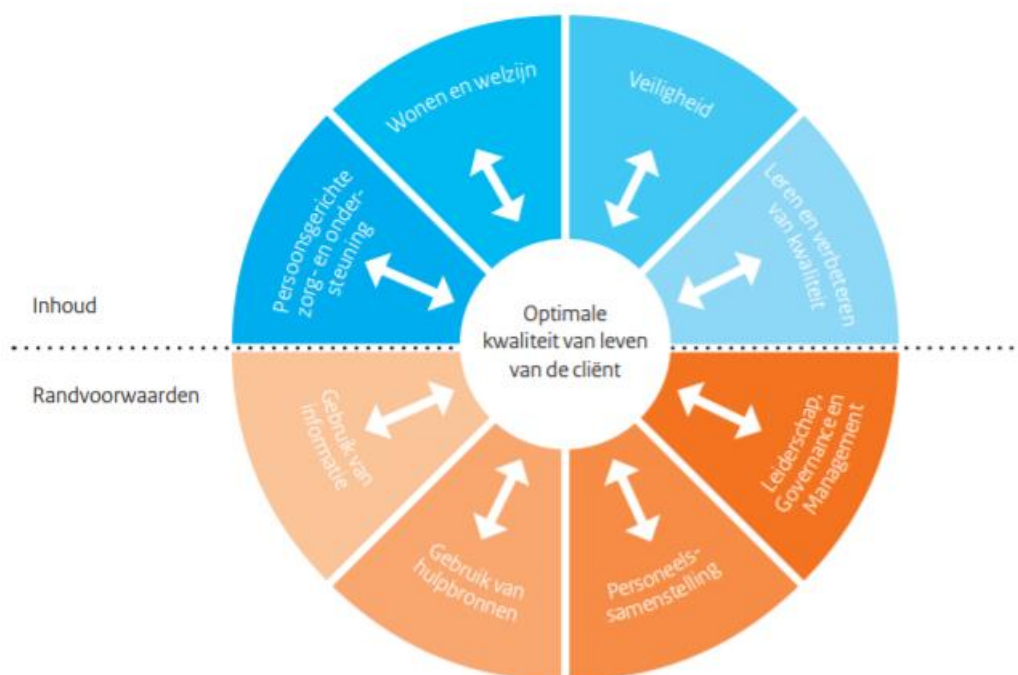 Wonen en welzijn
Veiligheid
Persoonsgerichte
zorg- en onder-
steuning
Leren en verbeteren
van kwaliteit
Inhoud
Optimale
kwaliteit van leven
van de cliënt
Randvoorwaarden
Gebruik van
informatie
Leiderschap,
Governance en
Management
Gebruik van
hulpbronnen
Personeels-
samenstelling